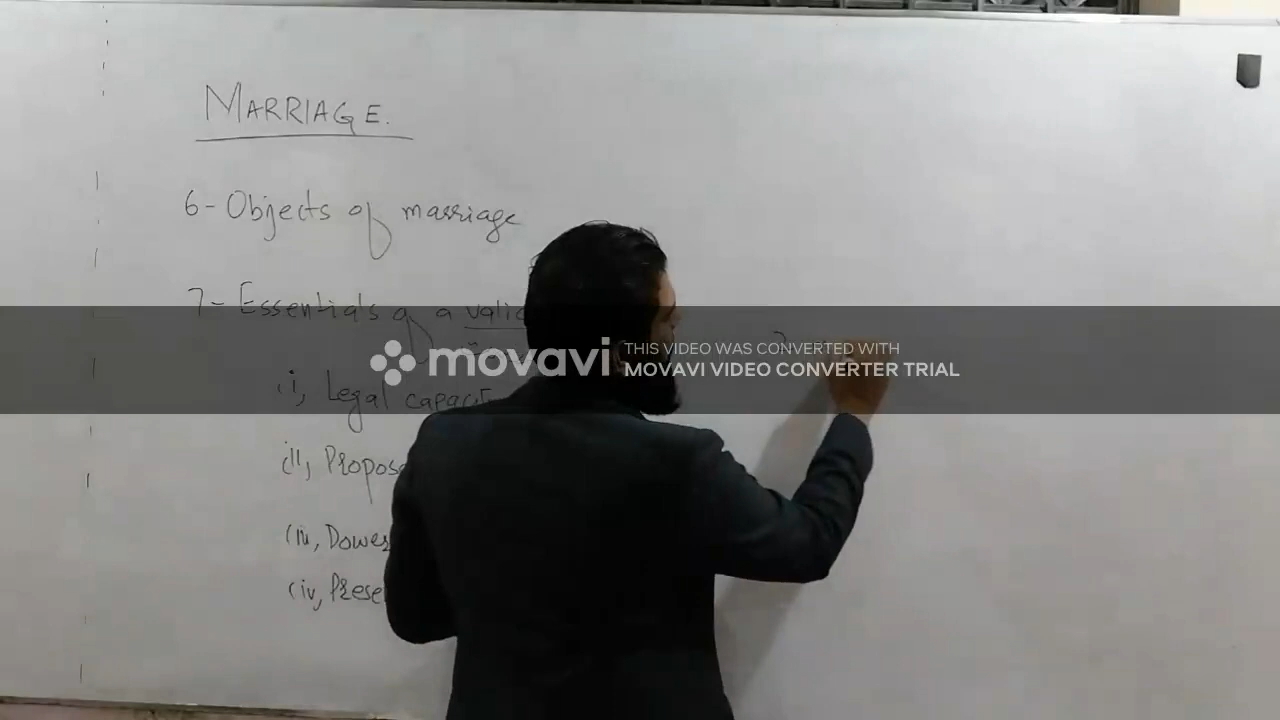 MARRIAGE.
6- Objects of marriage
7- Essentials of a valid
(i, Legal capacit
(ii, Propos
(iii, Dower
(iv, Prese
movavi
THIS VIDEO WAS CONVERTED WITH
MOVAVI VIDEO CONVERTER TRIAL